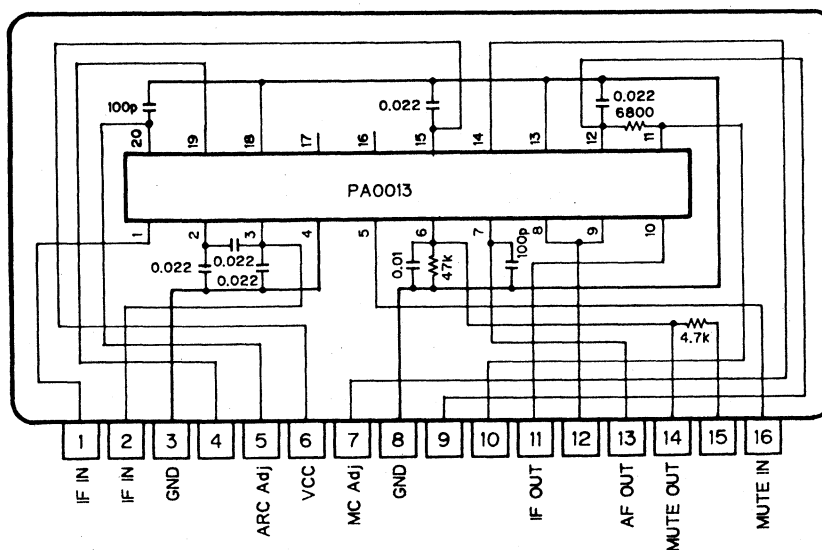 100p
0.022
0.022
6800
20
19
18
17
16
15
14
13
12
11
PA0013
1
2
3
4
5
6
7
8
9
10
0.022
0.022
0.022
0.01
47k
100p
4.7k
1
2
3
4
5
6
7
8
9
10
11
12
13
14
15
16
IF IN
IF IN
GND
ARC Adj
VCC
MC Adj
GND
IF OUT
AF OUT
MUTE OUT
MUTE IN